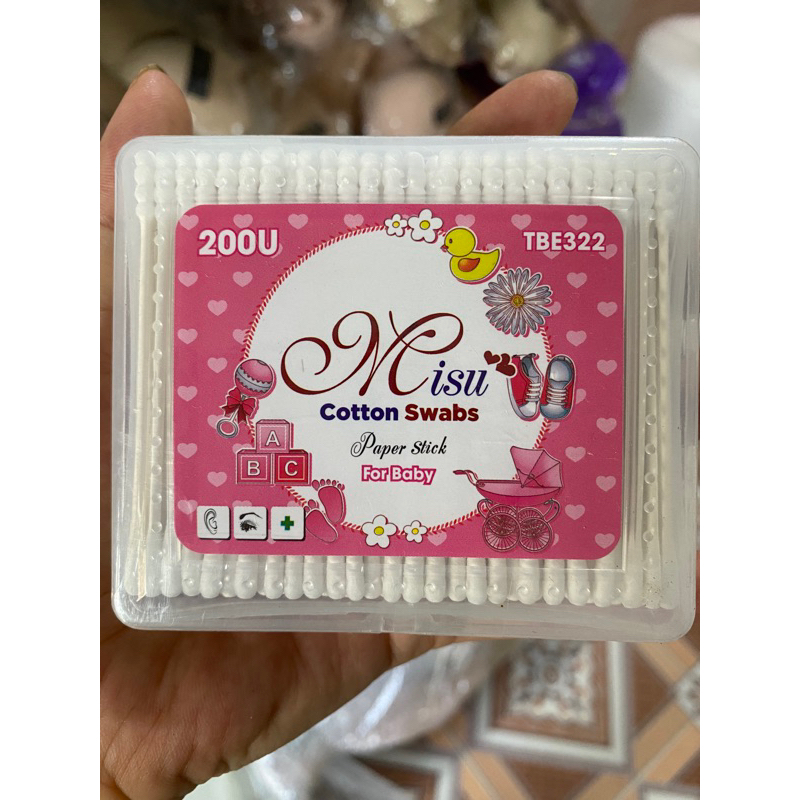 200U
TBE322
Misu
Cotton Swabs
Paper Stick
For Baby
A
B C